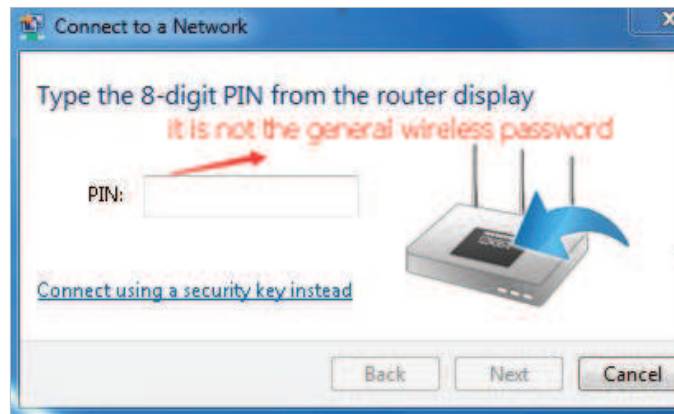 Connect to a Network
Type the 8-digit PIN from the router display
it is not the general wireless password
PIN:
Connect using a security key instead
Back
Next
Cancel